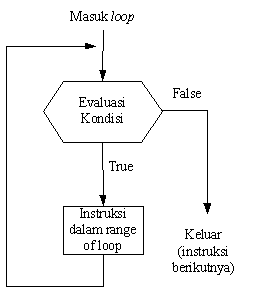 Masuk loop
Evaluasi
Kondisi
False
True
Instruksi
dalam range
of loop
Keluar
(instruksi
berikutnya)